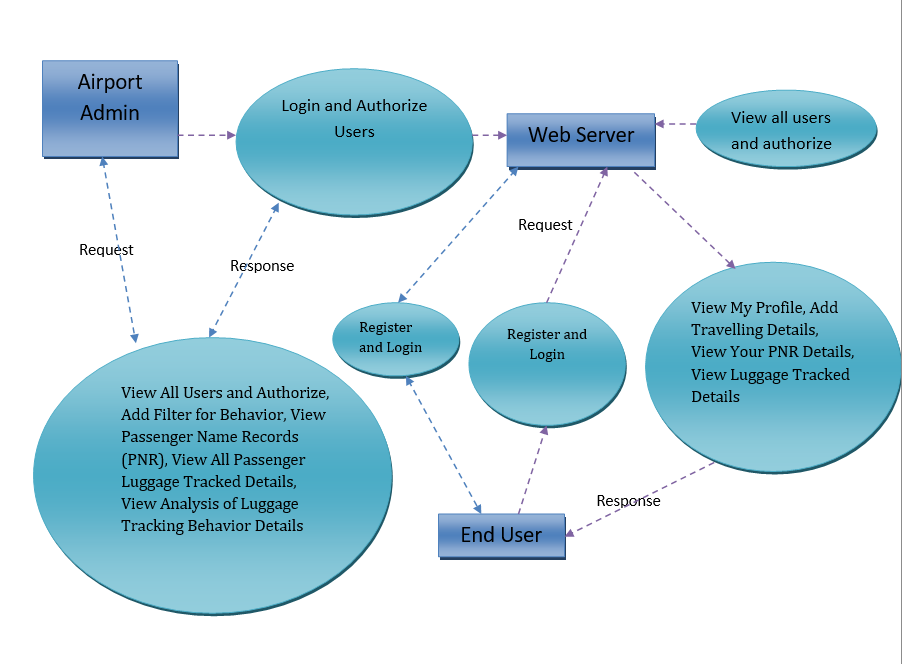 Airport
Admin
Login and Authorize
Users
Web Server
View all users
and authorize
Request
Response
Request
Register
and Login
Register and
Login
View My Profile, Add
Travelling Details,
View Your PNR Details,
View Luggage Tracked
Details
View All Users and Authorize,
Add Filter for Behavior, View
Passenger Name Records
(PNR), View All Passenger
Luggage Tracked Details,
View Analysis of Luggage
Tracking Behavior Details
Response
End User